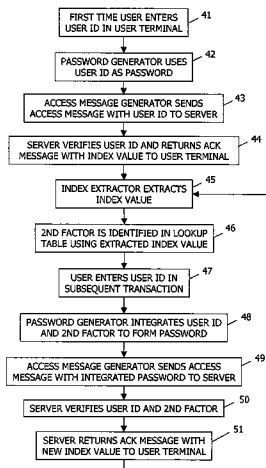 FIRST TIME USER ENTERS
USER ID IN USER TERMINAL
41
PASSWORD GENERATOR USES
USER ID AS PASSWORD
42
ACCESS MESSAGE GENERATOR SENDS
ACCESS MESSAGE WITH USER ID TO SERVER
43
SERVER VERIFIES USER ID AND RETURNS ACK
MESSAGE WITH INDEX VALUE TO USER TERMINAL
44
INDEX EXTRACTOR EXTRACTS
INDEX VALUE
45
2ND FACTOR IS IDENTIFIED IN LOOKUP
TABLE USING EXTRACTED INDEX VALUE
46
USER ENTERS USER ID IN
SUBSEQUENT TRANSACTION
47
PASSWORD GENERATOR INTEGRATES USER ID
AND 2ND FACTOR TO FORM PASSWORD
48
ACCESS MESSAGE GENERATOR SENDS ACCESS
MESSAGE WITH INTEGRATED PASSWORD TO SERVER
49
SERVER VERIFIES USER ID AND 2ND FACTOR
50
SERVER RETURNS ACK MESSAGE WITH
NEW INDEX VALUE TO USER TERMINAL
51